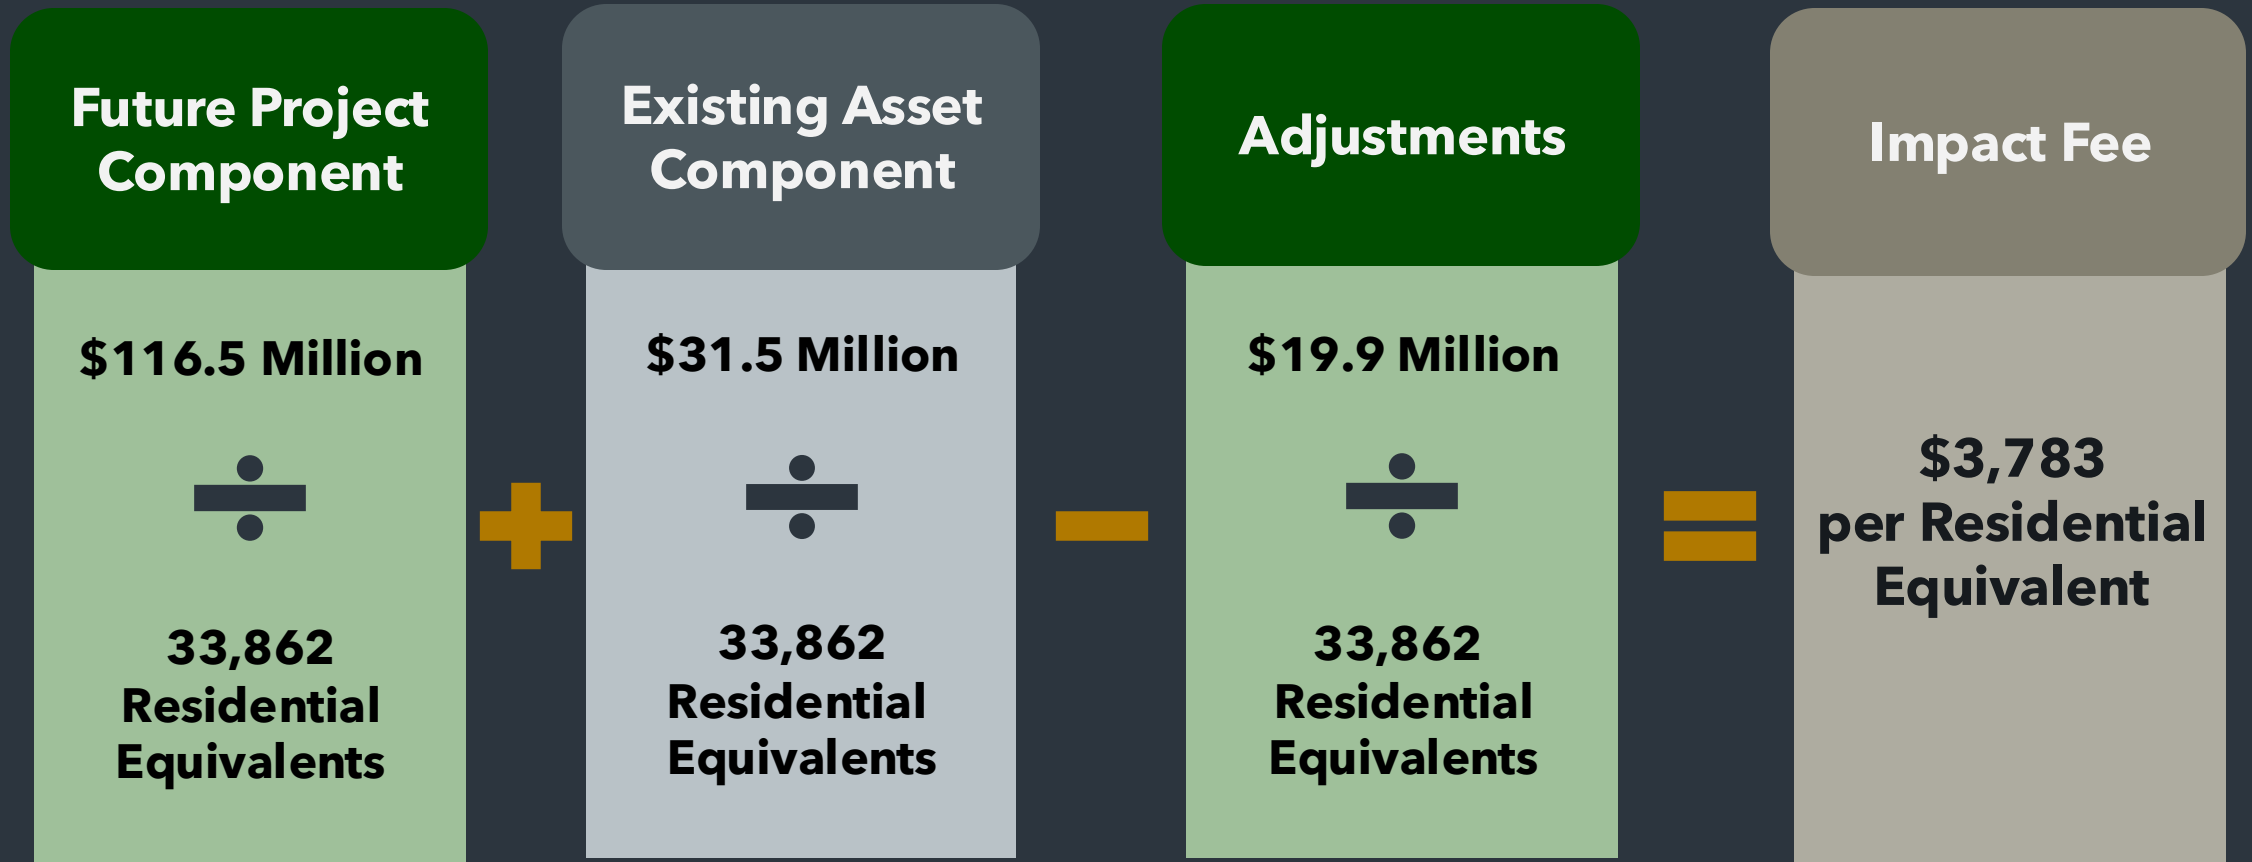 Future Project
Component
$116.5 Million
÷
33,862
Residential
Equivalents
+
Existing Asset
Component
$31.5 Million
÷
33,862
Residential
Equivalents
-
Adjustments
$19.9 Million
÷
33,862
Residential
Equivalents
=
Impact Fee
$3,783
per Residential
Equivalent